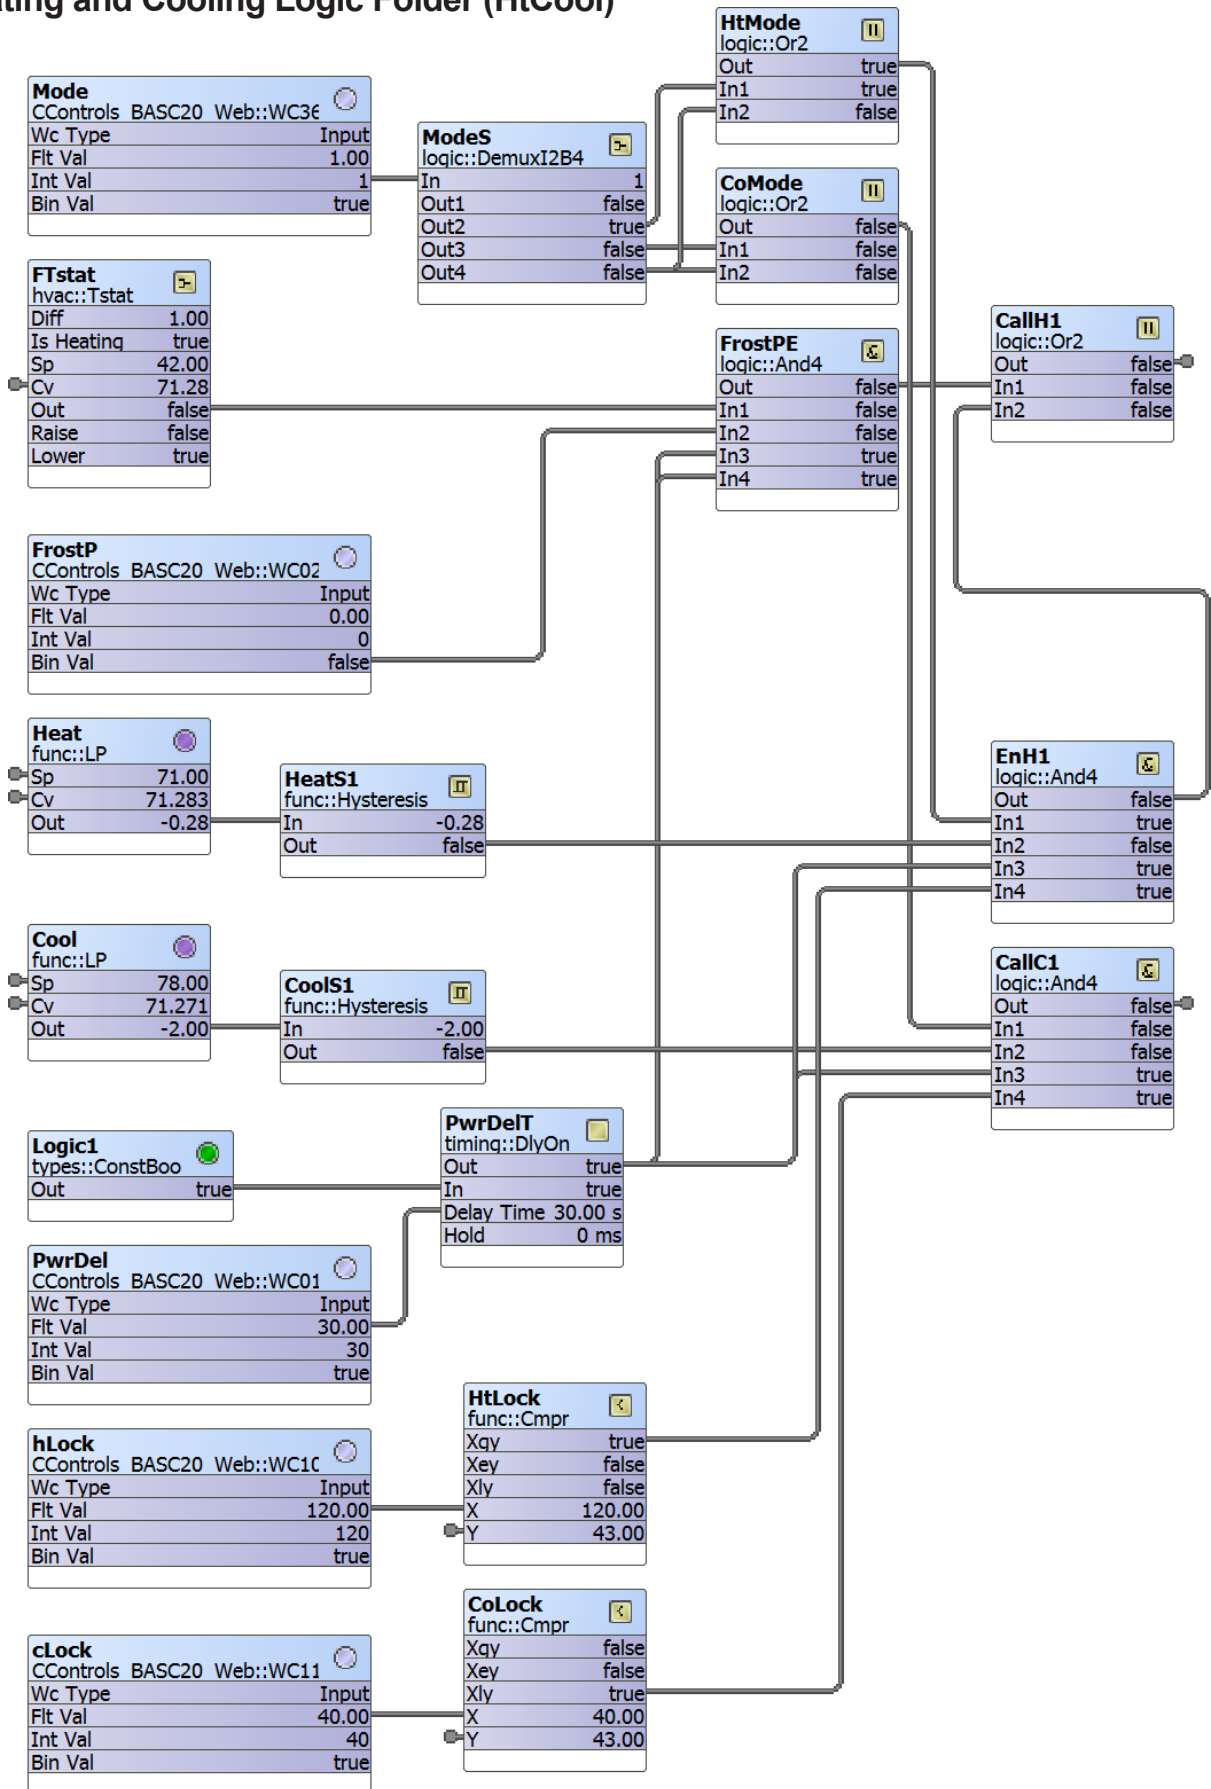 ting and Cooling Logic Folder (HtCool)
HtMode
logic::Or2
Out true
In1 true
In2 false
Mode
CControls_BASC20_Web::WC36
Wc Type Input
Flt Val 1.00
Int Val 1
Bin Val true
ModeS
logic::DemuxI2B4
In 1
Out1 false
Out2 true
Out3 false
Out4 false
CoMode
logic::Or2
Out false
In1 false
In2 false
FTstat
hvac::Tstat
Diff 1.00
Is Heating true
Sp 42.00
Cv 71.28
Out false
Raise false
Lower true
FrostPE
logic::And4
Out false
In1 false
In2 false
In3 true
In4 true
CallH1
logic::Or2
Out false
In1 false
In2 false
FrostP
CControls_BASC20_Web::WC02
Wc Type Input
Flt Val 0.00
Int Val 0
Bin Val false
Heat
func::LP
Sp 71.00
Cv 71.283
Out -0.28
HeatS1
func::Hysteresis
In -0.28
Out false
EnH1
logic::And4
Out false
In1 true
In2 false
In3 true
In4 true
Cool
func::LP
Sp 78.00
Cv 71.271
Out -2.00
CoolS1
func::Hysteresis
In -2.00
Out false
CallC1
logic::And4
Out false
In1 false
In2 false
In3 true
In4 true
Logic1
types::ConstBoo
Out true
PwrDelT
timing::DlyOn
Out true
In true
Delay Time 30.00 s
Hold 0 ms
PwrDel
CControls_BASC20_Web::WC01
Wc Type Input
Flt Val 30.00
Int Val 30
Bin Val true
HtLock
func::Cmpr
Xgy true
Xey false
Xly false
X 120.00
Y 43.00
hLock
CControls_BASC20_Web::WC10
Wc Type Input
Flt Val 120.00
Int Val 120
Bin Val true
CoLock
func::Cmpr
Xgy false
Xey false
Xly true
X 40.00
Y 43.00
cLock
CControls_BASC20_Web::WC11
Wc Type Input
Flt Val 40.00
Int Val 40
Bin Val true